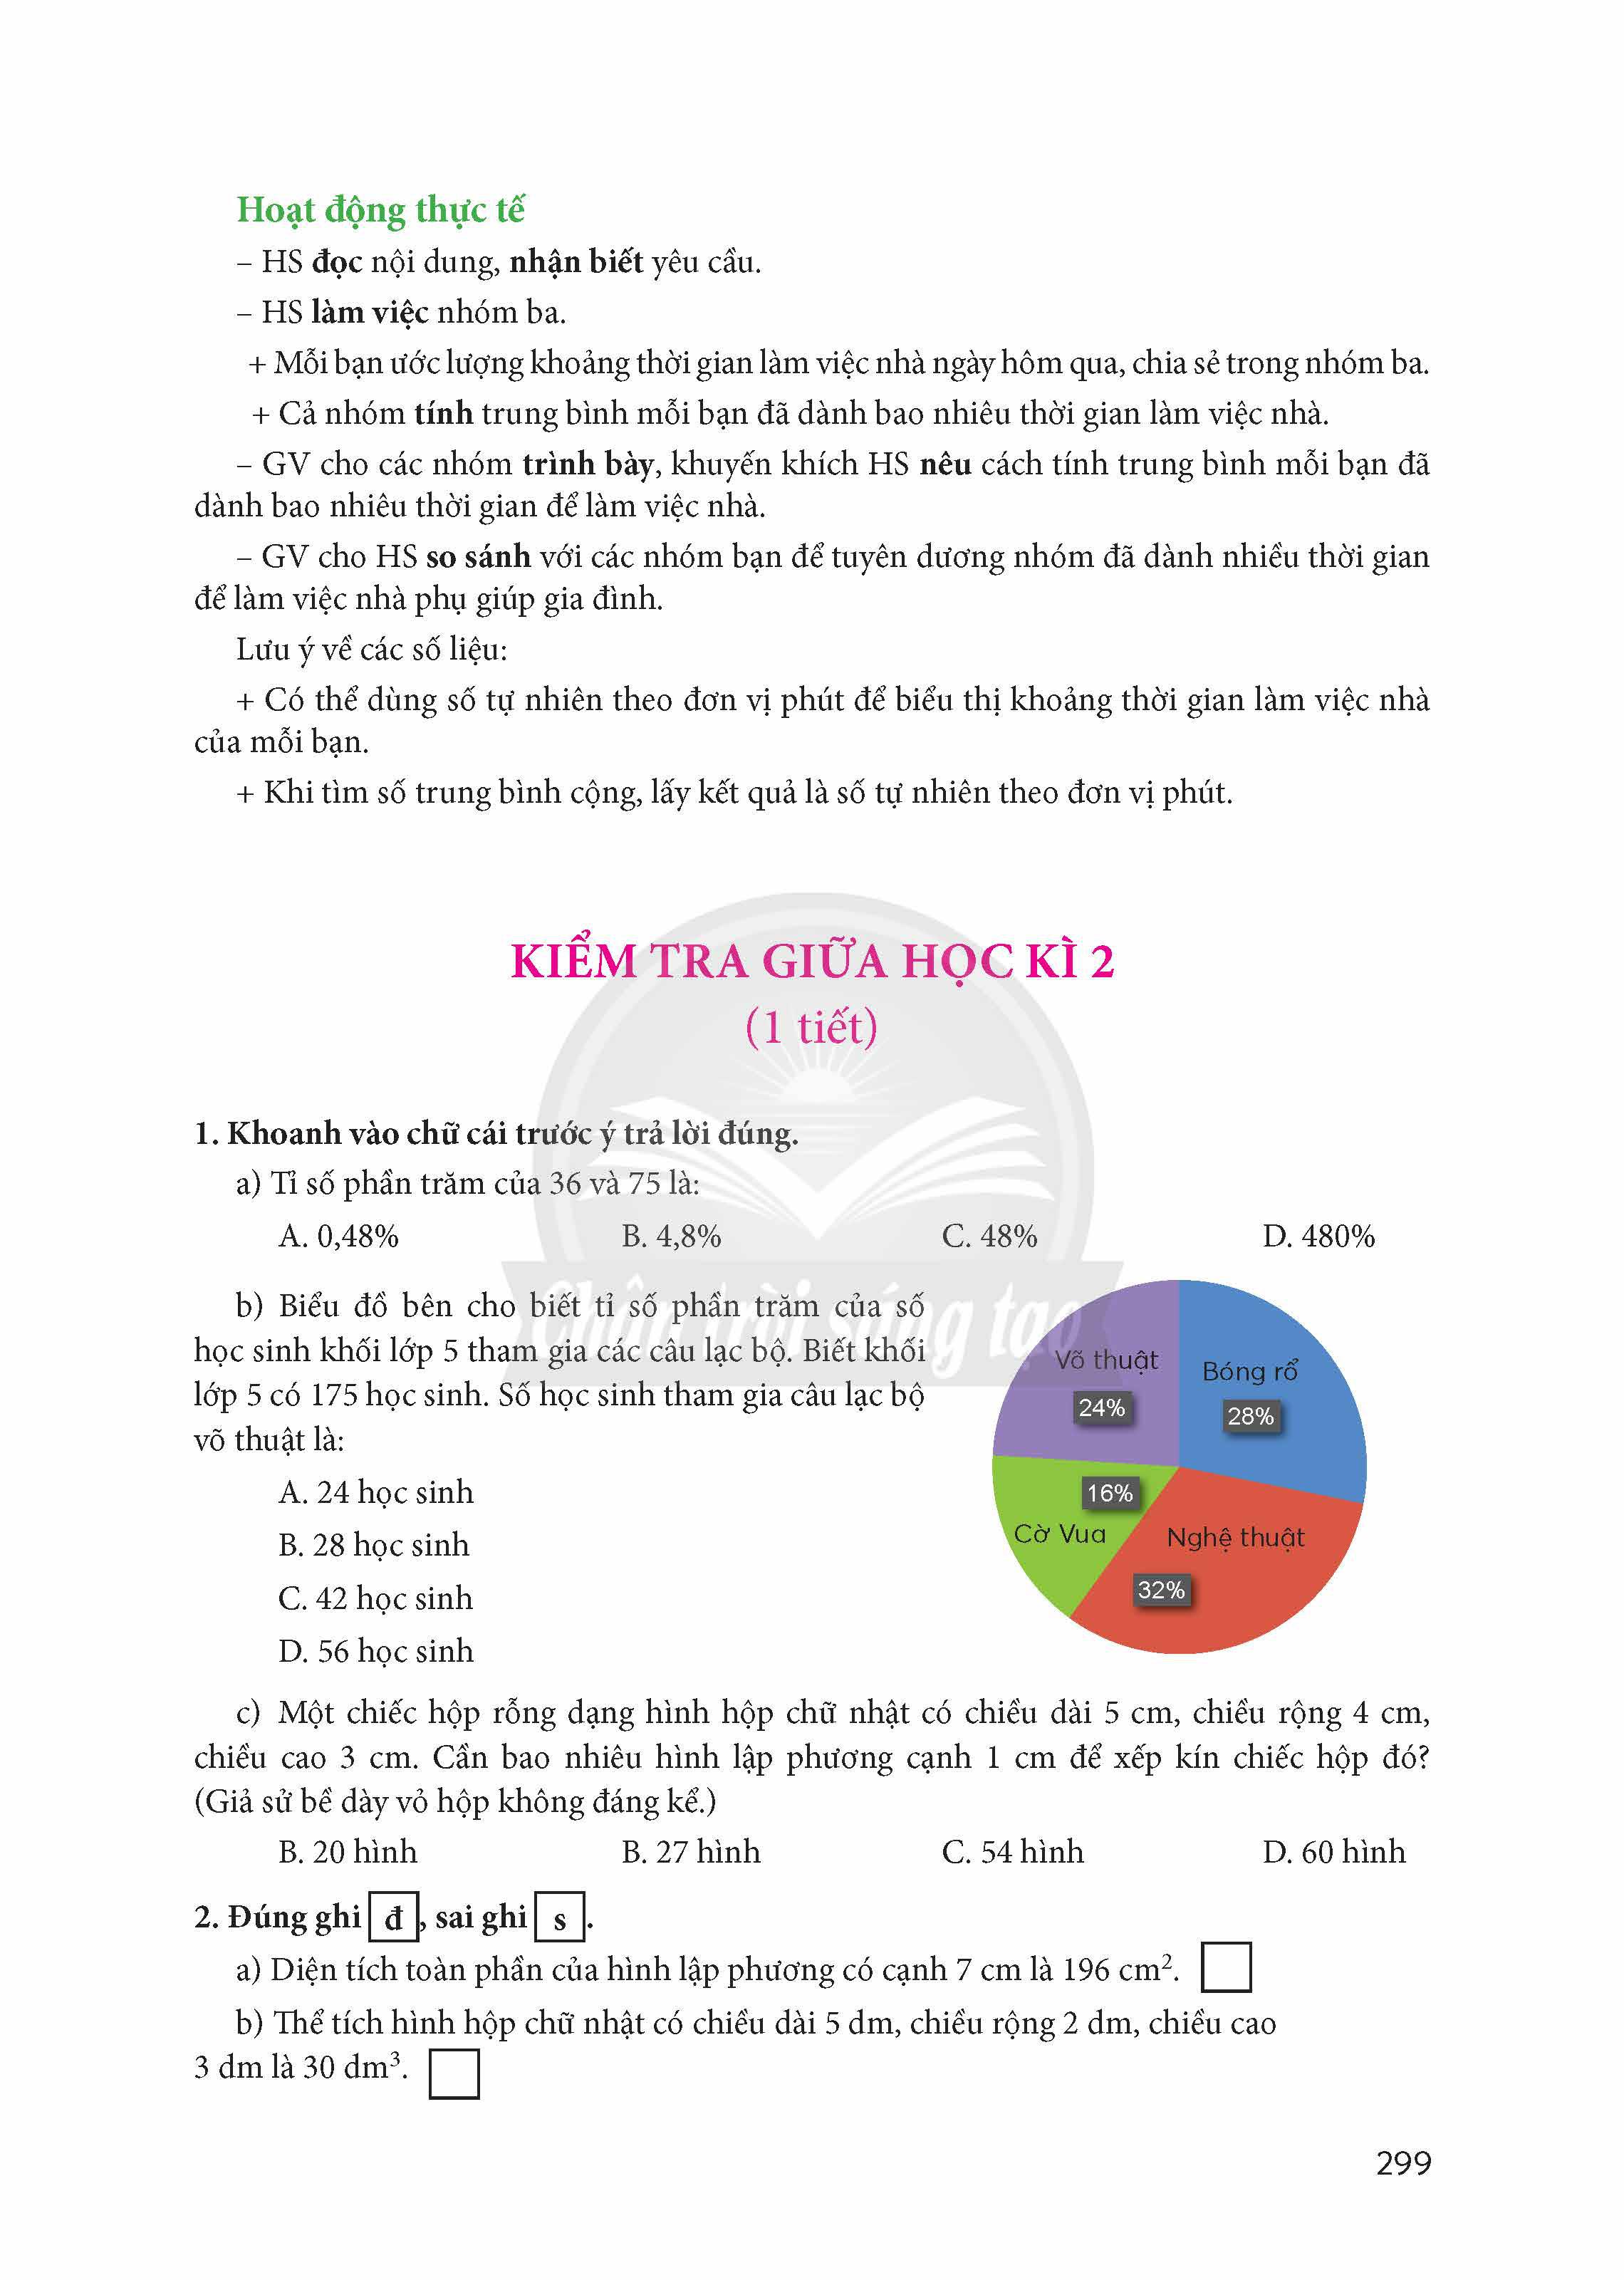 Hoạt động thực tế
– HS đọc nội dung, nhận biết yêu cầu.
– HS làm việc nhóm ba.
+ Mỗi bạn ước lượng khoảng thời gian làm việc nhà ngày hôm qua, chia sẻ trong nhóm ba.
+ Cả nhóm tính trung bình mỗi bạn đã dành bao nhiêu thời gian làm việc nhà.
– GV cho các nhóm trình bày, khuyến khích HS nêu cách tính trung bình mỗi bạn đã
dành bao nhiêu thời gian để làm việc nhà.
– GV cho HS so sánh với các nhóm bạn để tuyên dương nhóm đã dành nhiều thời gian
để làm việc nhà phụ giúp gia đình.
Lưu ý về các số liệu:
+ Có thể dùng số tự nhiên theo đơn vị phút để biểu thị khoảng thời gian làm việc nhà
của mỗi bạn.
+ Khi tìm số trung bình cộng, lấy kết quả là số tự nhiên theo đơn vị phút.
KIỂM TRA GIỮA HỌC KÌ 2
(1 tiết)
1. Khoanh vào chữ cái trước ý trả lời đúng.
a) Tỉ số phần trăm của 36 và 75 là:
A. 0,48% B. 4,8% C. 48% D. 480%
Chân trời sáng tạo
b) Biểu đồ bên cho biết tỉ số phần trăm của số
học sinh khối lớp 5 tham gia các câu lạc bộ. Biết khối
lớp 5 có 175 học sinh. Số học sinh tham gia câu lạc bộ
võ thuật là:
A. 24 học sinh
B. 28 học sinh
C. 42 học sinh
D. 56 học sinh
Võ thuật
24%
Bóng rổ
28%
16%
Cờ Vua
Nghệ thuật
32%
c) Một chiếc hộp rỗng dạng hình hộp chữ nhật có chiều dài 5 cm, chiều rộng 4 cm,
chiều cao 3 cm. Cần bao nhiêu hình lập phương cạnh 1 cm để xếp kín chiếc hộp đó?
(Giả sử bề dày vỏ hộp không đáng kể.)
B. 20 hình B. 27 hình C. 54 hình D. 60 hình
2. Đúng ghi đ , sai ghi s .
a) Diện tích toàn phần của hình lập phương có cạnh 7 cm là 196 cm².
b) Thể tích hình hộp chữ nhật có chiều dài 5 dm, chiều rộng 2 dm, chiều cao
3 dm là 30 dm³.
299